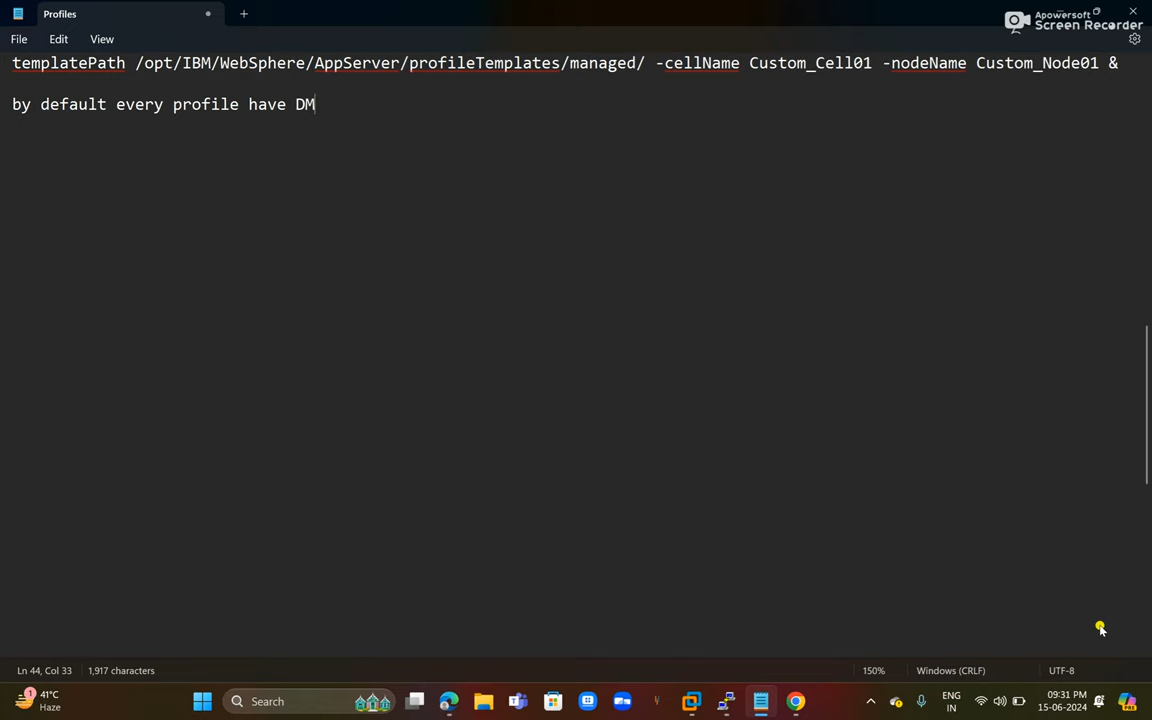 Profiles
Apowersoft
Screen Recorder
File Edit View
templatePath /opt/IBM/WebSphere/AppServer/profileTemplates/managed/ -cellName Custom_Cell01 -nodeName Custom_Node01 &
by default every profile have DM
Ln 44, Col 33 1,917 characters 150% Windows (CRLF) UTF-8
1 41°C
Haze
Search
ENG
IN
09:31 PM
15-06-2024
PRE